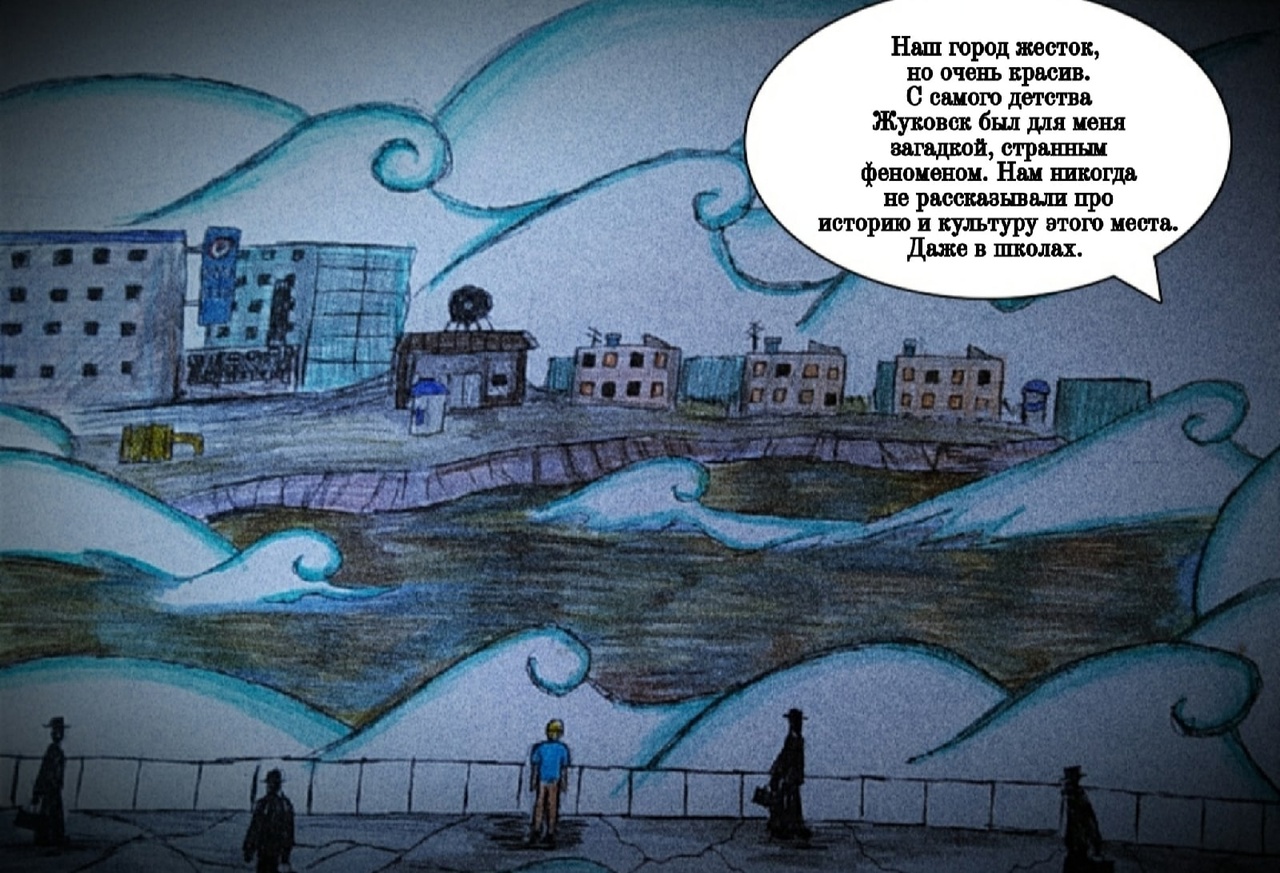 Наш город жесток,
но очень красив.
С самого детства
Жуковск был для меня
загадкой, странным
феноменом. Нам никогда
не рассказывали про
историю и культуру этого места.
Даже в школах.